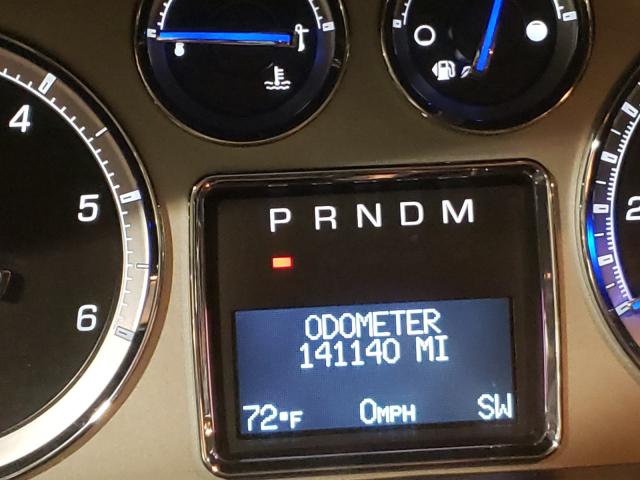 4
5
6
2
P R N D M
ODOMETER
141140 MI
72°F 0MPH SW